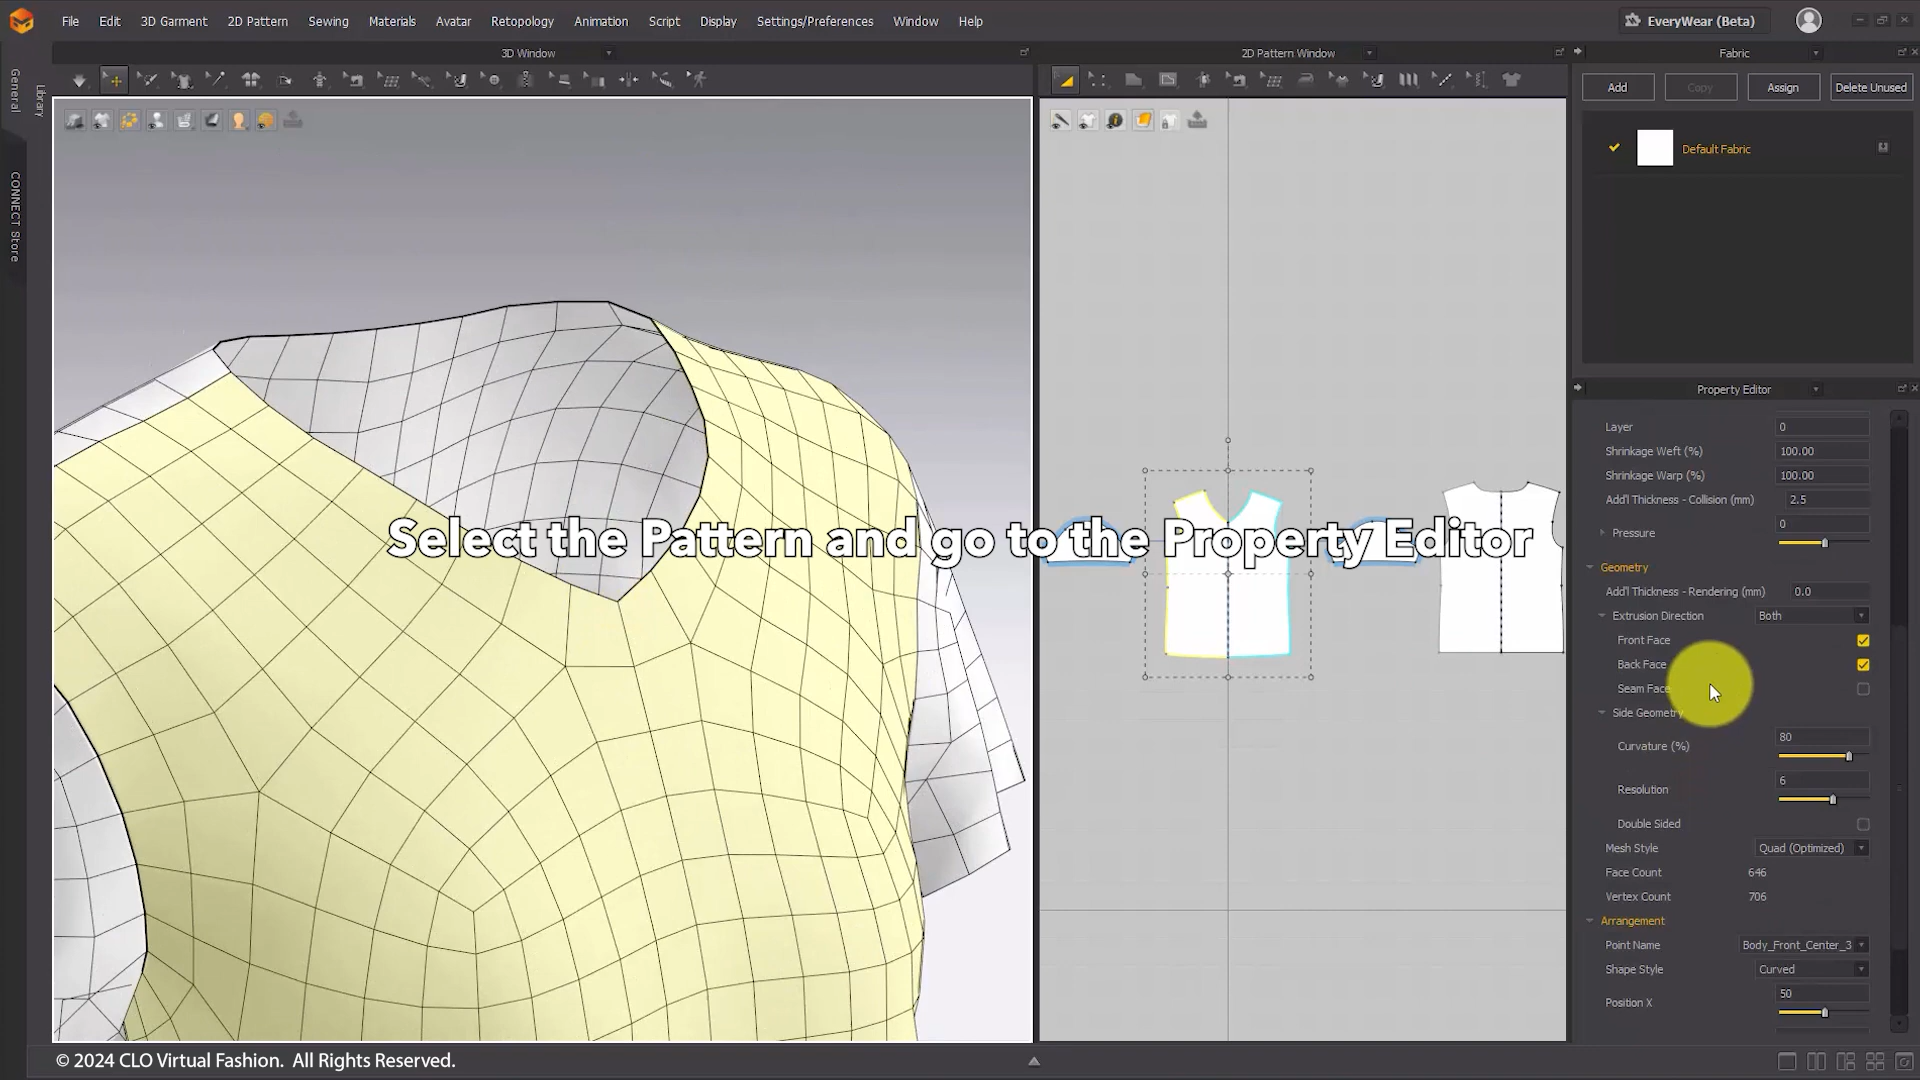 File Edit 3D Garment 2D Pattern Sewing Materials Avatar Retopology Animation Script Display Settings/Preferences Window Help EveryWear (Beta)
3D Window 2D Pattern Window Fabric
General
Library
CONNECT Store
Add Copy Assign Delete Unused
Default Fabric
Property Editor
Layer 0
Shrinkage Weft (%) 100.00
Shrinkage Warp (%) 100.00
Add'l Thickness - Collision (mm) 2.5
Pressure 0
Select the Pattern and go to the Property Editor
Geometry
Add'l Thickness - Rendering (mm) 0.0
Extrusion Direction Both
Front Face
Back Face
Seam Face
Side Geometry
Curvature (%) 80
Resolution 6
Double Sided
Mesh Style Quad (Optimized)
Face Count 646
Vertex Count 706
Arrangement
Point Name Body_Front_Center_3
Shape Style Curved
Position X 50
© 2024 CLO Virtual Fashion. All Rights Reserved.